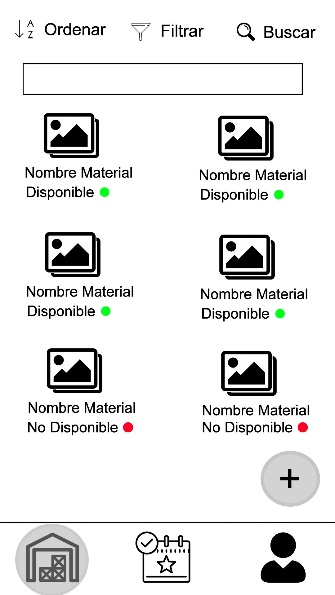 A
Z
Ordenar
Filtrar
Buscar
Nombre Material
Disponible
Nombre Material
Disponible
Nombre Material
Disponible
Nombre Material
Disponible
Nombre Material
No Disponible
Nombre Material
No Disponible
+